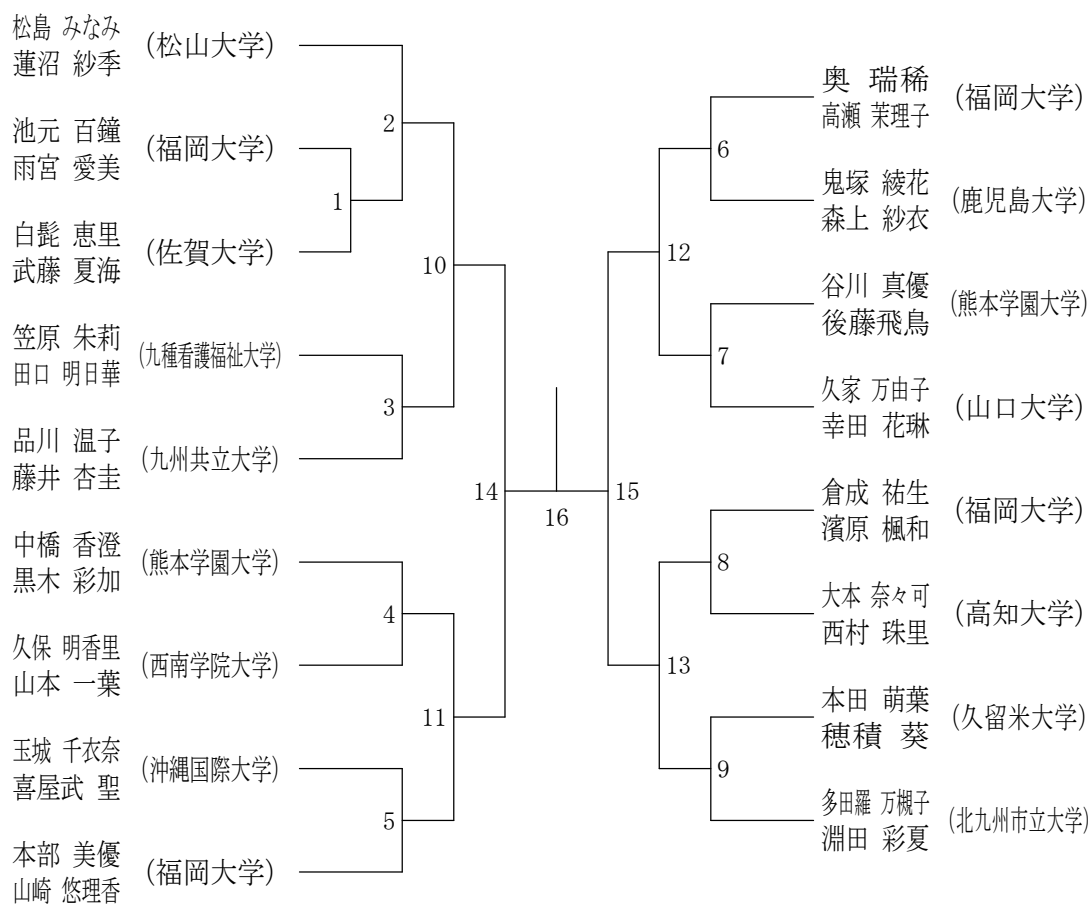 松島 みなみ
蓮沼 紗季
(松山大学)
池元 百鐘
雨宮 愛美
(福岡大学)
白髭 恵里
武藤 夏海
(佐賀大学)
笠原 朱莉
田口 明日華
(九種看護福祉大学)
品川 温子
藤井 杏圭
(九州共立大学)
中橋 香澄
黒木 彩加
(熊本学園大学)
久保 明香里
山本 一葉
(西南学院大学)
玉城 千衣奈
喜屋武 聖
(沖縄国際大学)
本部 美優
山崎 悠理香
(福岡大学)
1
2
3
4
5
10
11
14
16
15
12
13
6
7
8
9
奥 瑞稀
高瀬 茉理子
(福岡大学)
鬼塚 綾花
森上 紗衣
(鹿児島大学)
谷川 真優
後藤飛鳥
(熊本学園大学)
久家 万由子
幸田 花琳
(山口大学)
倉成 祐生
濱原 楓和
(福岡大学)
大本 奈々可
西村 珠里
(高知大学)
本田 萌葉
穂積 葵
(久留米大学)
多田羅 万槻子
淵田 彩夏
(北九州市立大学)